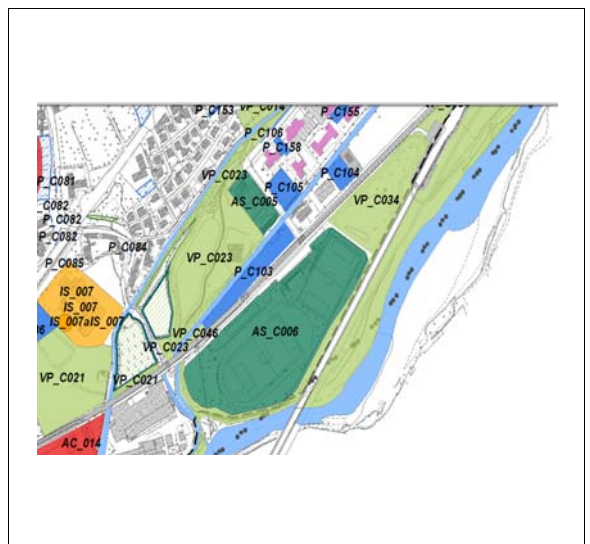 P_C153
VP_C014
P_C155
P_C106
P_C158
VP_C023
P_C104
P_C081
P_C105
AS_C005
VP_C034
_C082
P_C082
P_C082
P_C084
VP_C023
P_C085
P_C103
IS_007
IS_007
IS_007aIS_007
VP_C046
AS_C006
VP_C023
VP_C021
VP_C021
AC_014